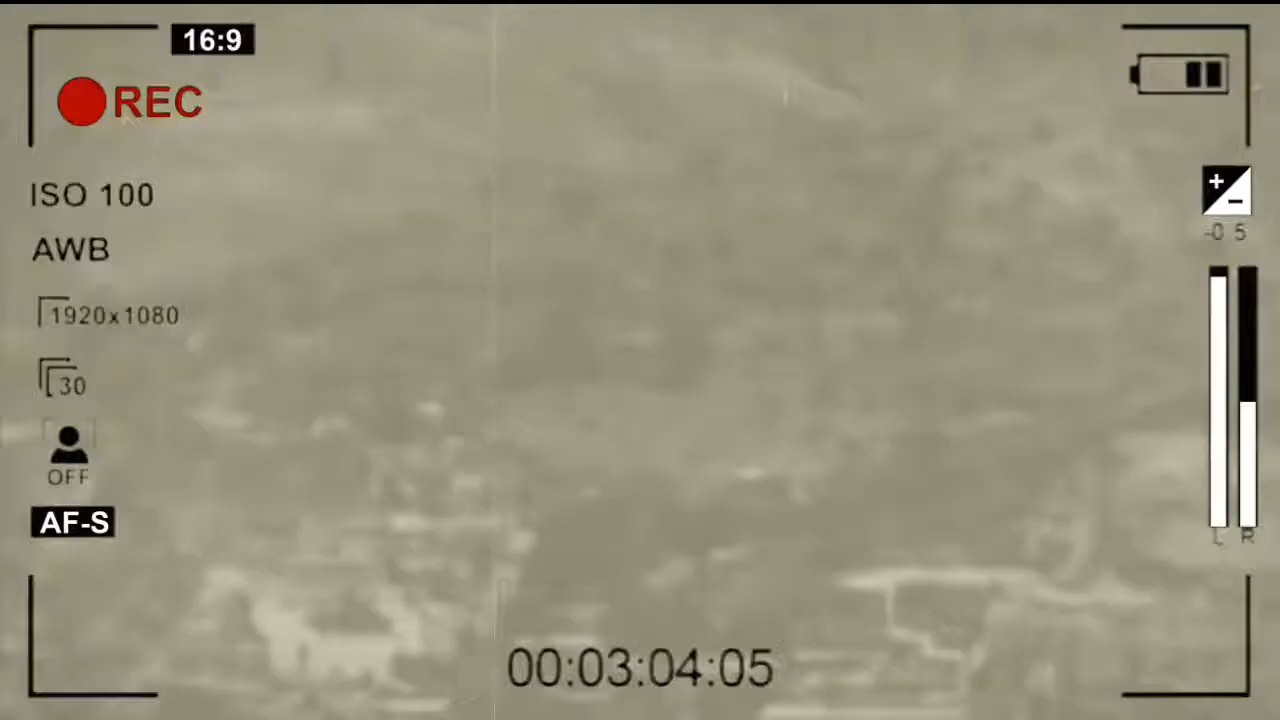 16:9
REC
ISO 100
AWB
1920x1080
30
OFF
AF-S
+
-
-0 5
L R
00:03:04:05